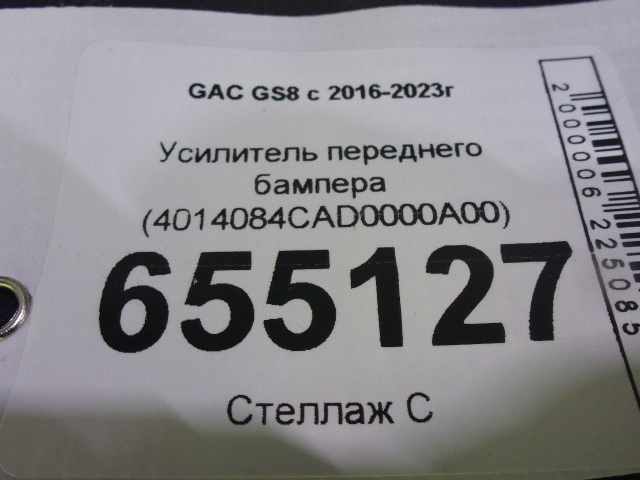 GAC GS8 с 2016-2023г
Усилитель переднего
бампера
(4014084CAD0000A00)
655127
Стеллаж С
2000006225085